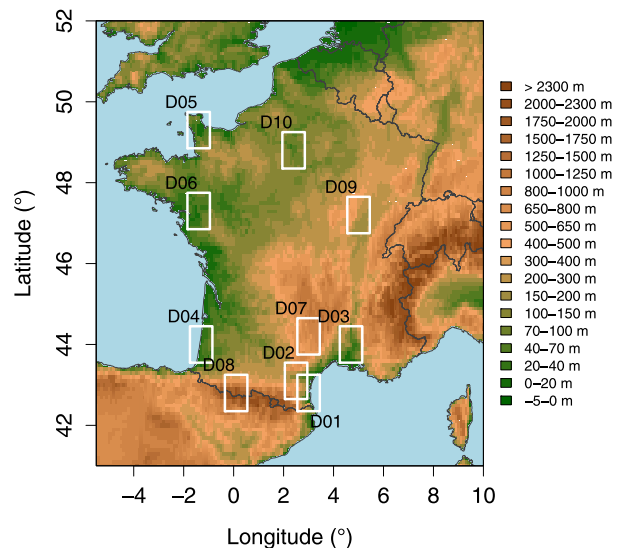 52
50
48
46
44
42
Latitude (°)
D05
D10
D06
D09
D04
D07
D03
D02
D08
D01
−4
−2
0
2
4
6
8
10
Longitude (°)
> 2300 m
2000−2300 m
1750−2000 m
1500−1750 m
1250−1500 m
1000−1250 m
800−1000 m
650−800 m
500−650 m
400−500 m
300−400 m
200−300 m
150−200 m
100−150 m
70−100 m
40−70 m
20−40 m
0−20 m
−5−0 m